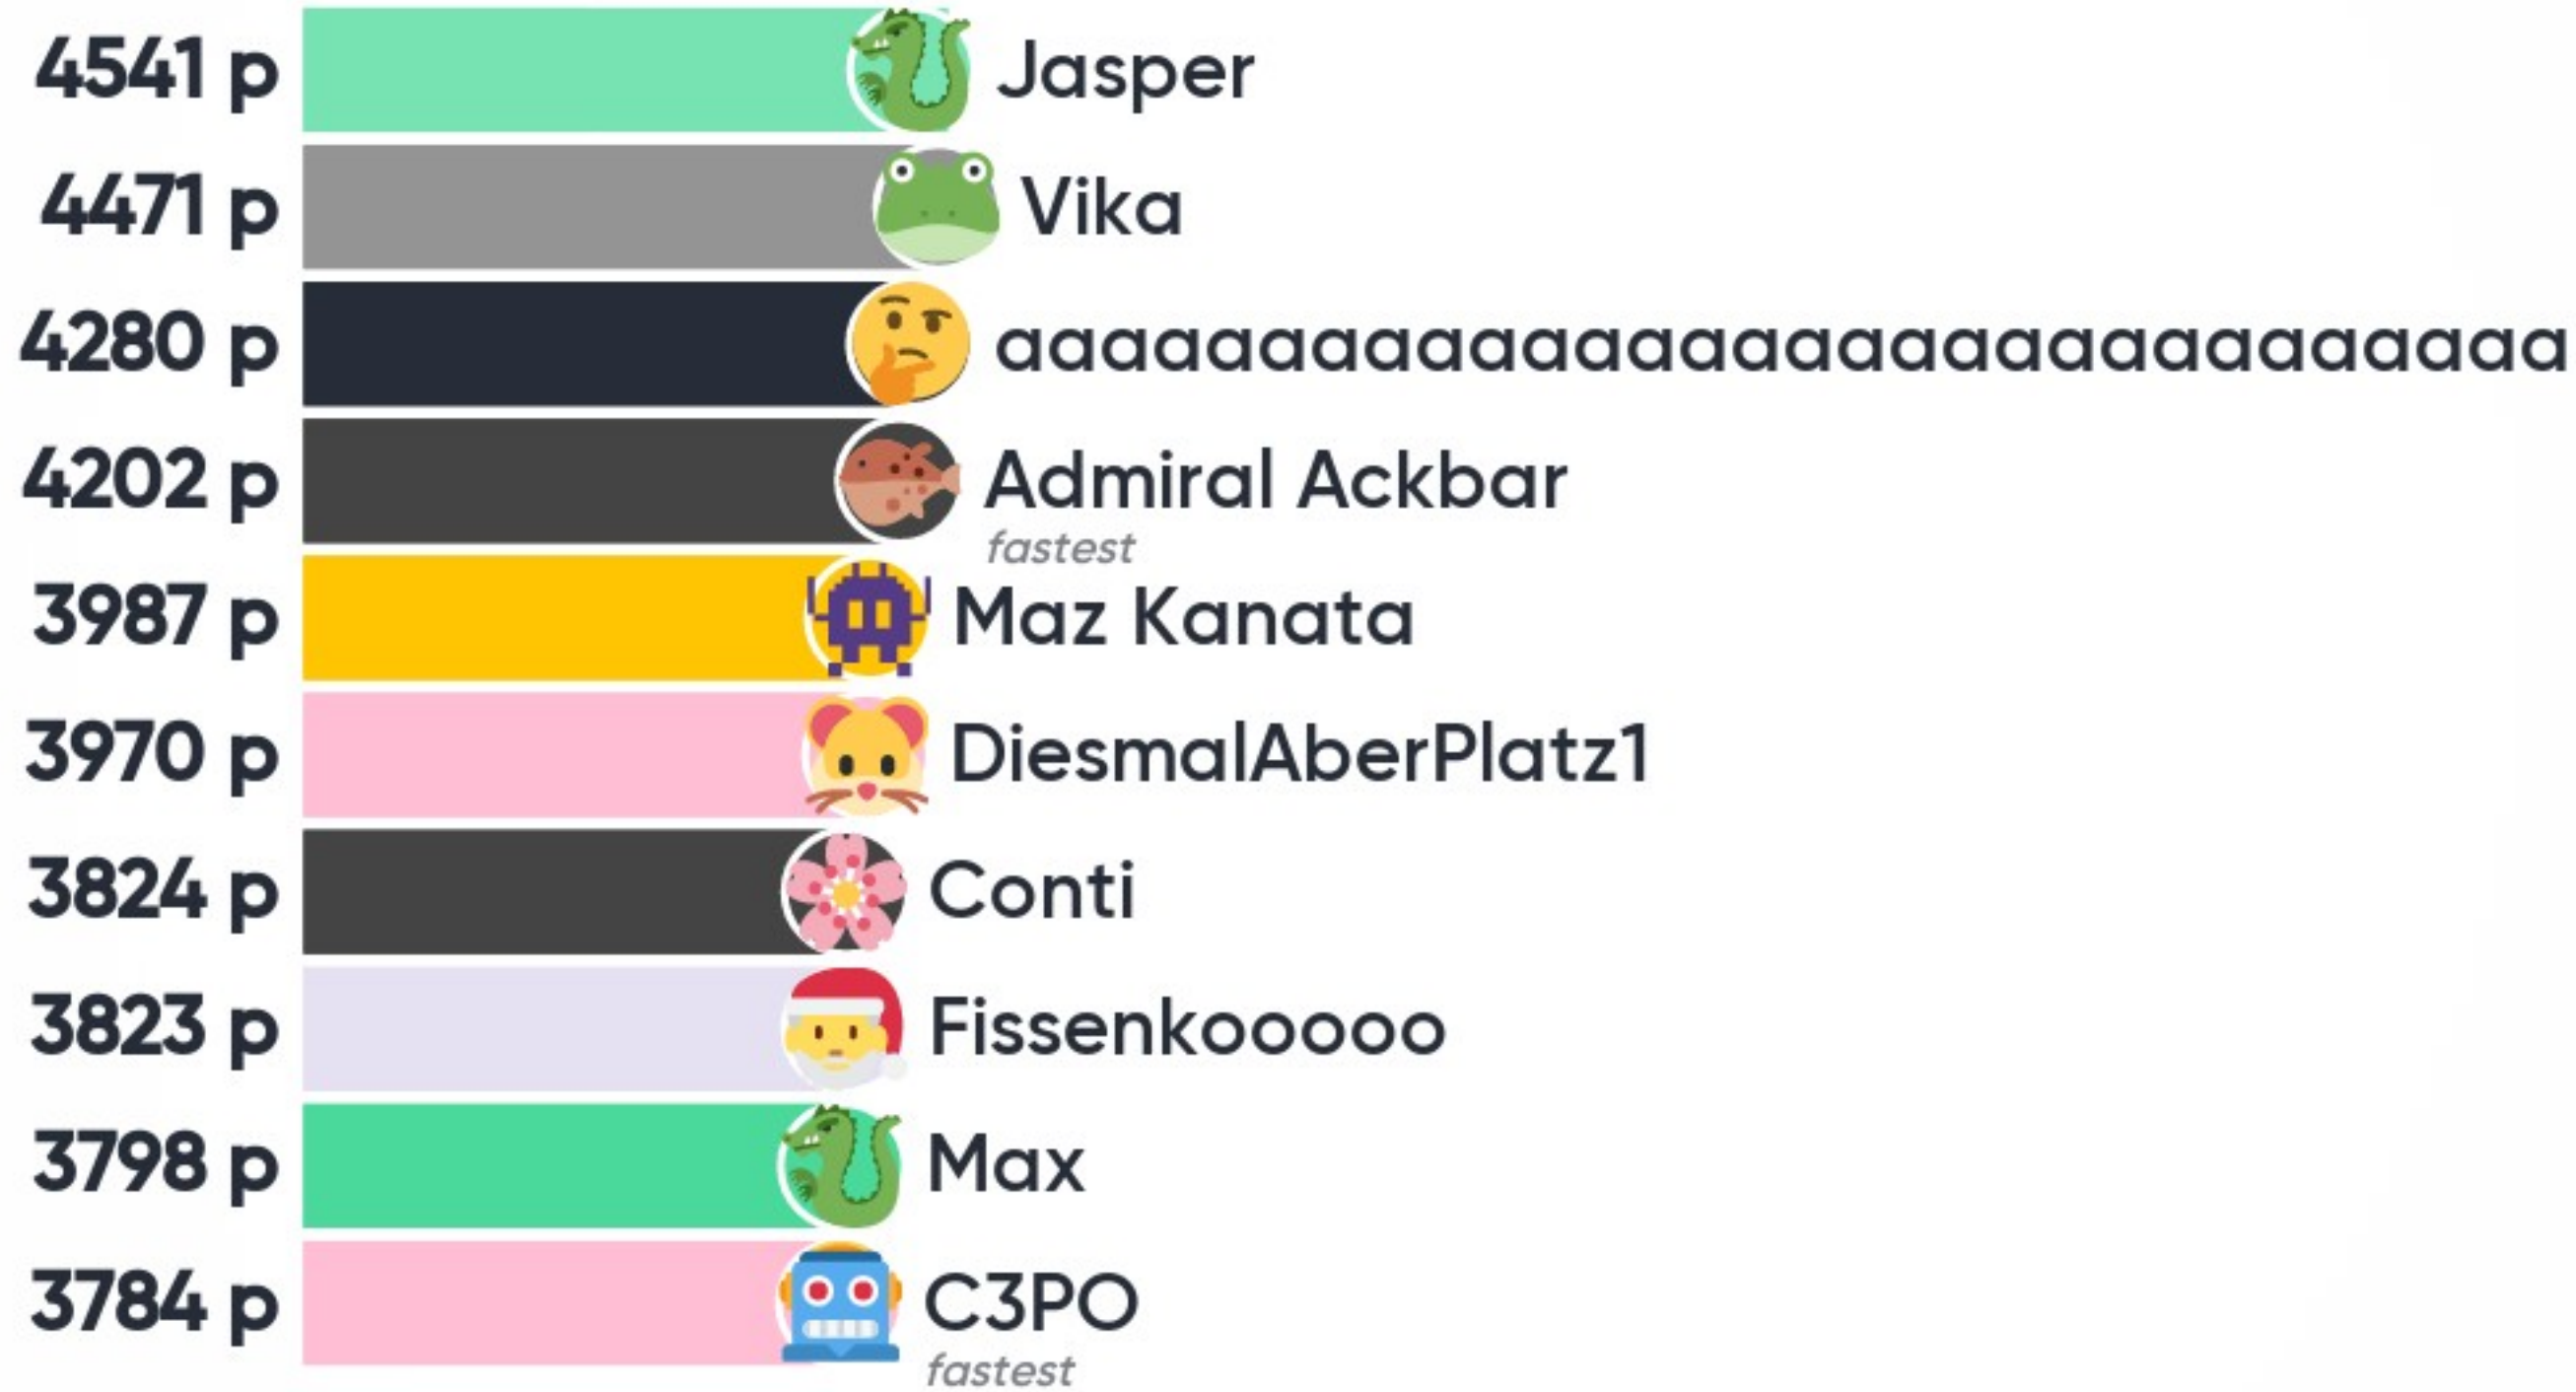 4541 p Jasper
4471 p Vika
4280 p aaaaaaaaaaaaaaaaaaaaaaaaaaaaaa
4202 p Admiral Ackbar
fastest
3987 p Maz Kanata
3970 p DiesmalAberPlatz1
3824 p Conti
3823 p Fissenkooooo
3798 p Max
3784 p C3PO
fastest